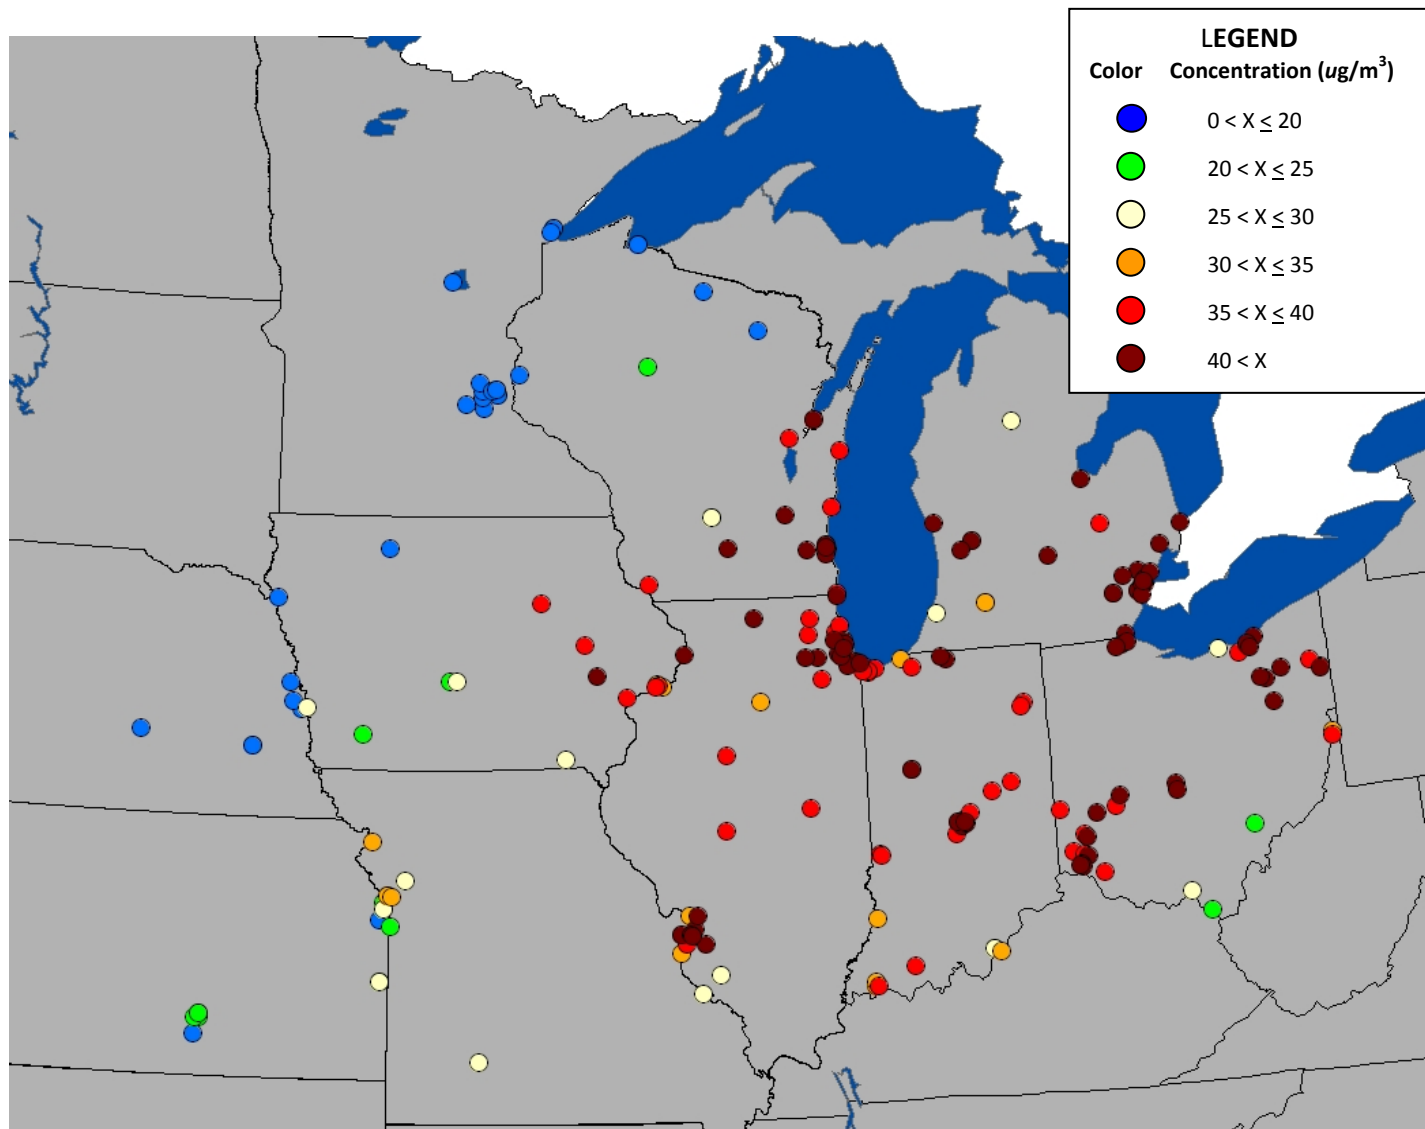 LEGEND
Color Concentration (ug/m³)
0 < X ≤ 20
20 < X ≤ 25
25 < X ≤ 30
30 < X ≤ 35
35 < X ≤ 40
40 < X